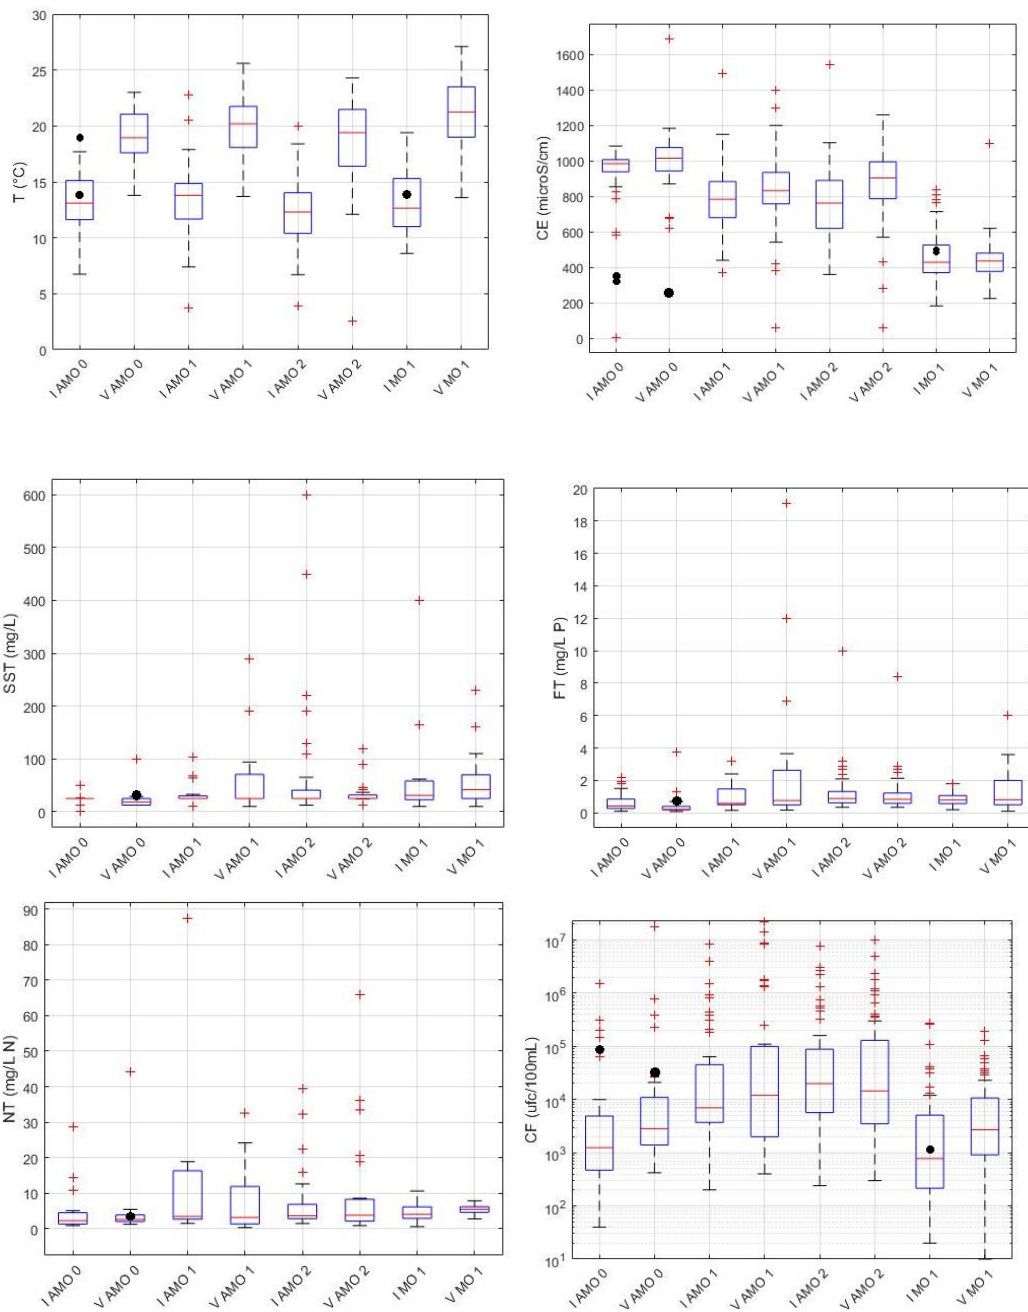 30
25
20
15
10
5
0
T (°C)
I AMO 0
V AMO 0
I AMO 1
V AMO 1
I AMO 2
V AMO 2
I MO 1
V MO 1
1600
1400
1200
1000
800
600
400
200
0
CE (microS/cm)
I AMO 0
V AMO 0
I AMO 1
V AMO 1
I AMO 2
V AMO 2
I MO 1
V MO 1
600
500
400
300
200
100
0
SST (mg/L)
I AMO 0
V AMO 0
I AMO 1
V AMO 1
I AMO 2
V AMO 2
I MO 1
V MO 1
20
18
16
14
12
10
8
6
4
2
0
FT (mg/L P)
I AMO 0
V AMO 0
I AMO 1
V AMO 1
I AMO 2
V AMO 2
I MO 1
V MO 1
90
80
70
60
50
40
30
20
10
0
NT (mg/L N)
I AMO 0
V AMO 0
I AMO 1
V AMO 1
I AMO 2
V AMO 2
I MO 1
V MO 1
10⁷
10⁶
10⁵
10⁴
10³
10²
10¹
CF (ufc/100mL)
I AMO 0
V AMO 0
I AMO 1
V AMO 1
I AMO 2
V AMO 2
I MO 1
V MO 1